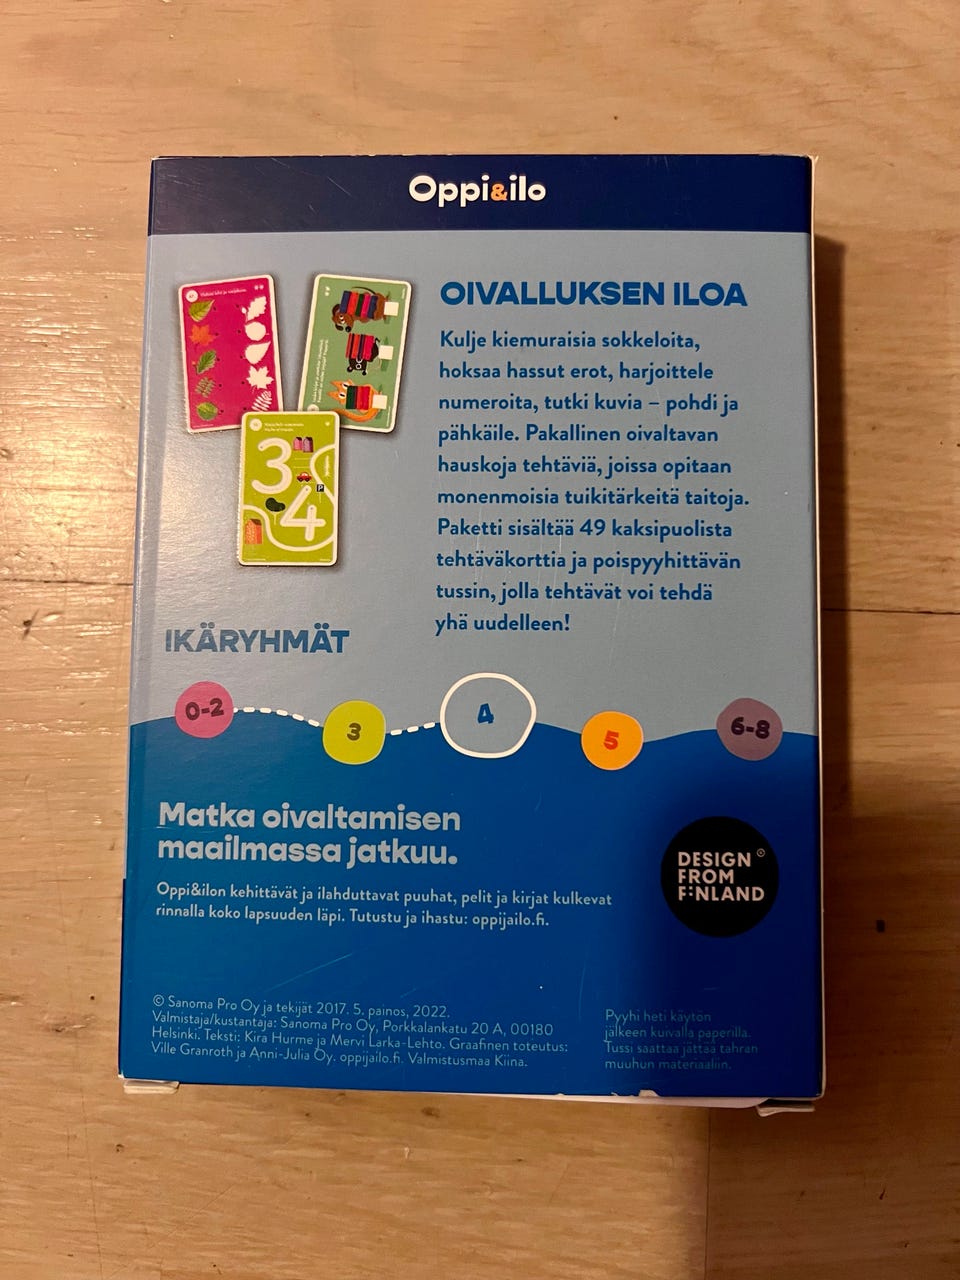 Oppi&ilo
OIVALLUKSEN ILOA
Kulje kiemuraisia sokkeloita,
hoksaa hassut erot, harjoittele
numeroita, tutki kuvia – pohdi ja
pähkäile. Pakallinen oivaltavan
hauskoja tehtäviä, joissa opitaan
monenmoisia tuikitärkeitä taitoja.
Paketti sisältää 49 kaksipuolista
tehtäväkorttia ja poispyyhittävän
tussin, jolla tehtävät voi tehdä
yhä uudelleen!
3
4
P
IKÄRYHMÄT
0-2
3
4
5
6-8
Matka oivaltamisen
maailmassa jatkuu.
Oppi&ilon kehittävät ja ilahduttavat puuhat, pelit ja kirjat kulkevat
rinnalla koko lapsuuden läpi. Tutustu ja ihastu: oppijailo.fi.
DESIGN ©
FROM
FINLAND
© Sanoma Pro Oy ja tekijät 2017. 5. painos, 2022.
Valmistaja/kustantaja: Sanoma Pro Oy, Porkkalankatu 20 A, 00180
Helsinki. Teksti: Kira Hurme ja Mervi Larka-Lehto. Graafinen toteutus:
Ville Granroth ja Anni-Julia Oy. oppijailo.fi. Valmistusmaa Kiina.
Pyyhi heti käytön
jälkeen kuivalla paperilla.
Tussi saattaa jättää tahran
muuhun materiaaliin.